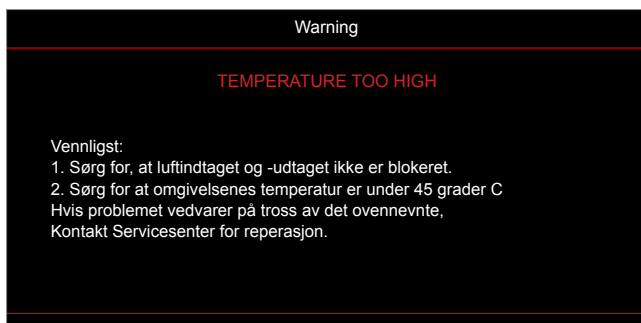 Warning
TEMPERATURE TOO HIGH
Vennligst:
1. Sørg for, at luftindtaget og -udtaget ikke er blokeret.
2. Sørg for at omgivelsenes temperatur er under 45 grader C
Hvis problemet vedvarer på tross av det ovennevnte,
Kontakt Servicesenter for reperasjon.